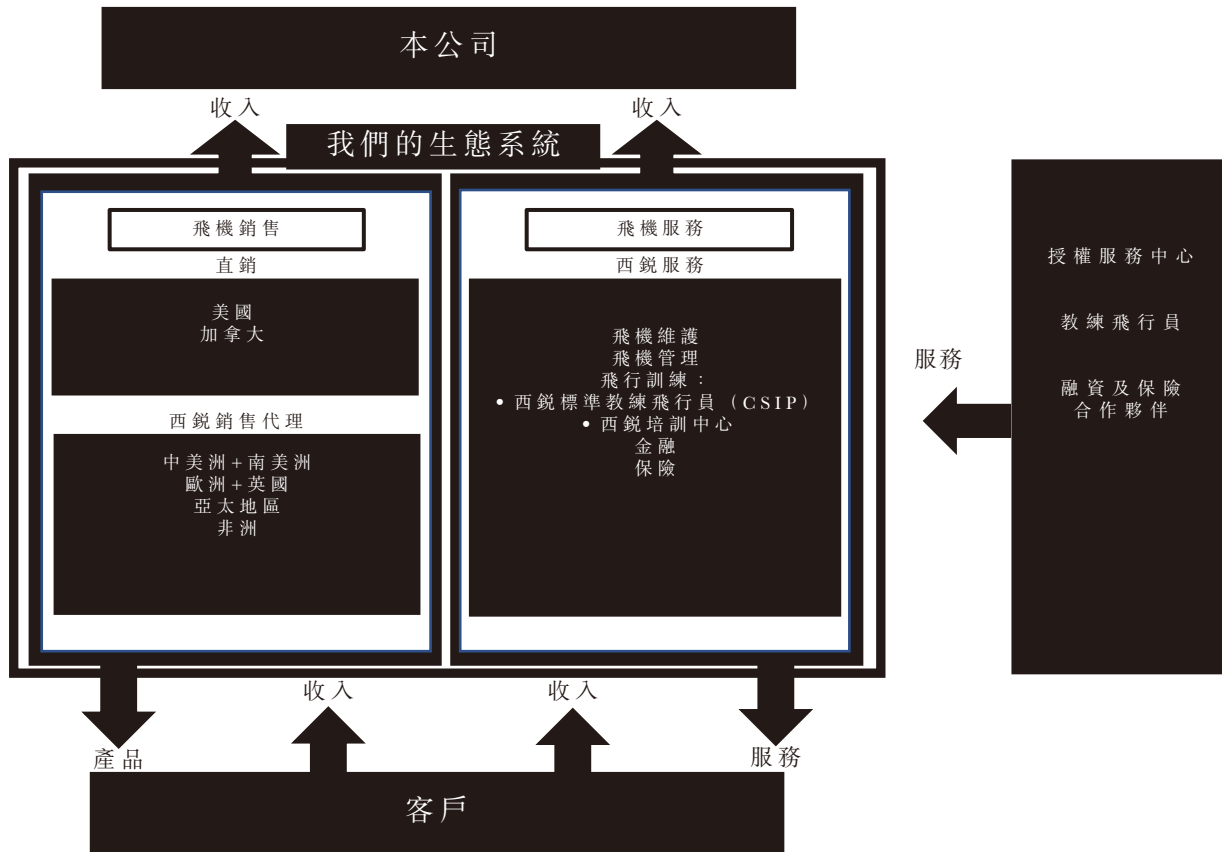 本公司
收入
收入
我們的生態系統
飛機銷售
直銷
美國
加拿大
西銳銷售代理
中美洲+南美洲
歐洲+英國
亞太地區
非洲
飛機服務
西銳服務
飛機維護
飛機管理
飛行訓練：
• 西銳標準教練飛行員（CSIP）
• 西銳培訓中心
金融
保險
服務
授權服務中心
教練飛行員
融資及保險
合作夥伴
產品
收入
收入
服務
客戶